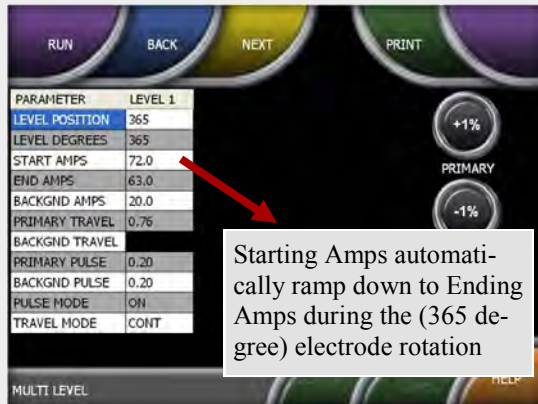 RUN BACK NEXT PRINT
PARAMETER LEVEL 1
LEVEL POSITION 365
LEVEL DEGREES 365
START AMPS 72.0
END AMPS 63.0
BACKGND AMPS 20.0
PRIMARY TRAVEL 0.76
BACKGND TRAVEL
PRIMARY PULSE 0.20
BACKGND PULSE 0.20
PULSE MODE ON
TRAVEL MODE CONT
+1%
PRIMARY
-1%
Starting Amps automati-
cally ramp down to Ending
Amps during the (365 de-
gree) electrode rotation
MULTI LEVEL
HELP